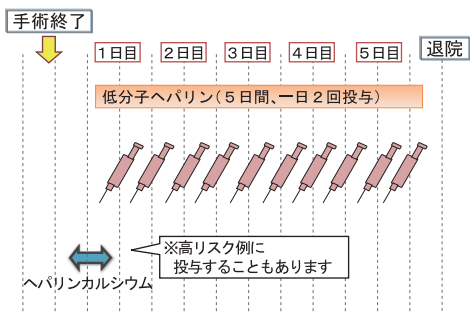 手術終了
1日目
2日目
3日目
4日目
5日目
退院
低分子ヘパリン（5日間、一日2回投与）
※高リスク例に
投与することもあります
ヘパリンカルシウム